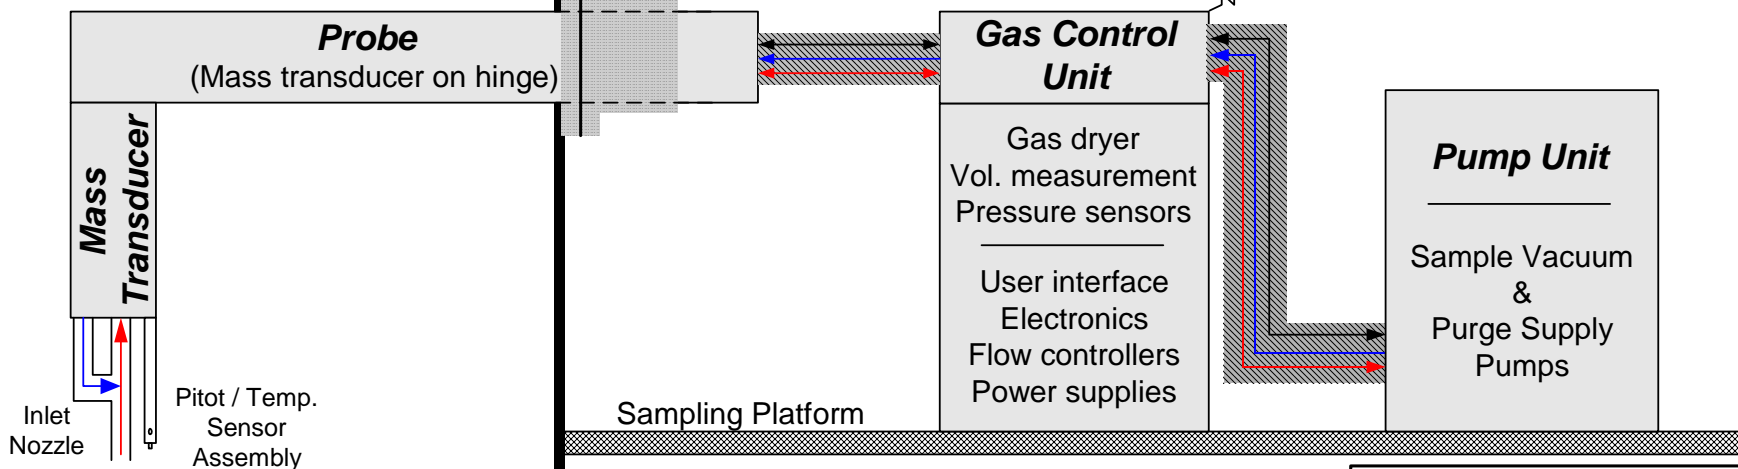 Probe
(Mass transducer on hinge)
Gas Control
Unit
Mass
Transducer
Gas dryer
Vol. measurement
Pressure sensors
User interface
Electronics
Flow controllers
Power supplies
Pump Unit
Sample Vacuum
&
Purge Supply
Pumps
Inlet
Nozzle
Pitot / Temp.
Sensor
Assembly
Sampling Platform